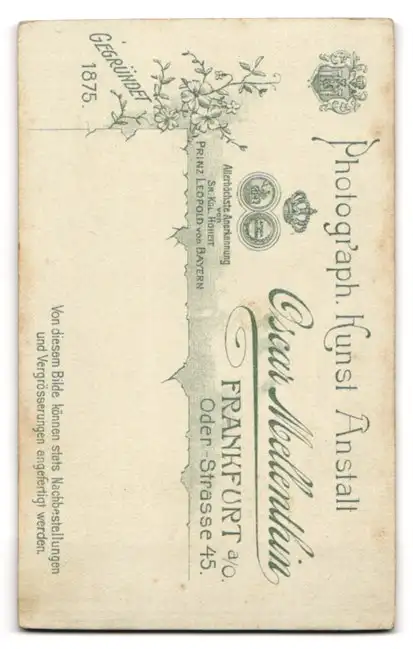 Photograph. Kunst Anstalt
Oscar Mellenthin
FRANKFURT a/O.
Oder-Strasse 45.
Allerhöchste Anerkennung
von
Sr. Kgl. Hoheit
PRINZ LEOPOLD von BAYERN
GEGRÜNDET
1875.
Von diesem Bilde können stets Nachbestellungen
und Vergrösserungen angefertigt werden.